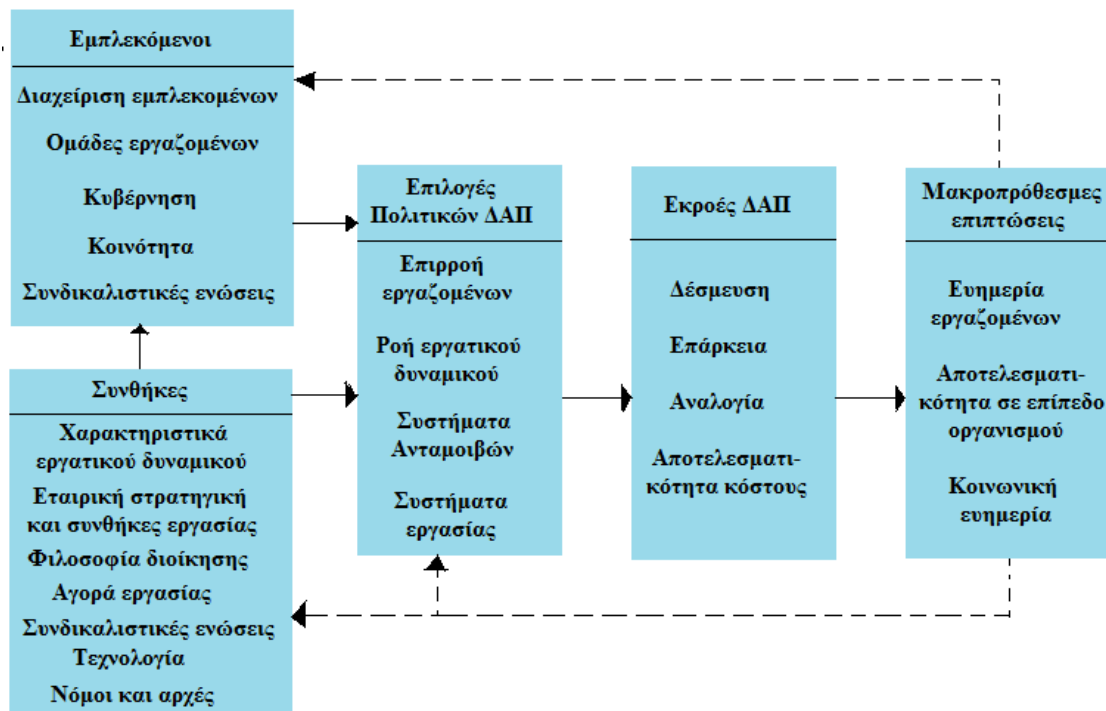 Εμπλεκόμενοι
Διαχείριση εμπλεκομένων
Ομάδες εργαζομένων
Κυβέρνηση
Κοινότητα
Συνδικαλιστικές ενώσεις
Συνθήκες
Χαρακτηριστικά
εργατικού δυναμικού
Εταιρική στρατηγική
και συνθήκες εργασίας
Φιλοσοφία διοίκησης
Αγορά εργασίας
Συνδικαλιστικές ενώσεις
Τεχνολογία
Νόμοι και αρχές
Επιλογές
Πολιτικών ΔΑΠ
Επιρροή
εργαζομένων
Ροή εργατικού
δυναμικού
Συστήματα
Ανταμοιβών
Συστήματα
εργασίας
Εκροές ΔΑΠ
Δέσμευση
Επάρκεια
Αναλογία
Αποτελεσματι-
κότητα κόστους
Μακροπρόθεσμες
επιπτώσεις
Ευημερία
εργαζομένων
Αποτελεσματι-
κότητα σε επίπεδο
οργανισμού
Κοινωνική
ευημερία